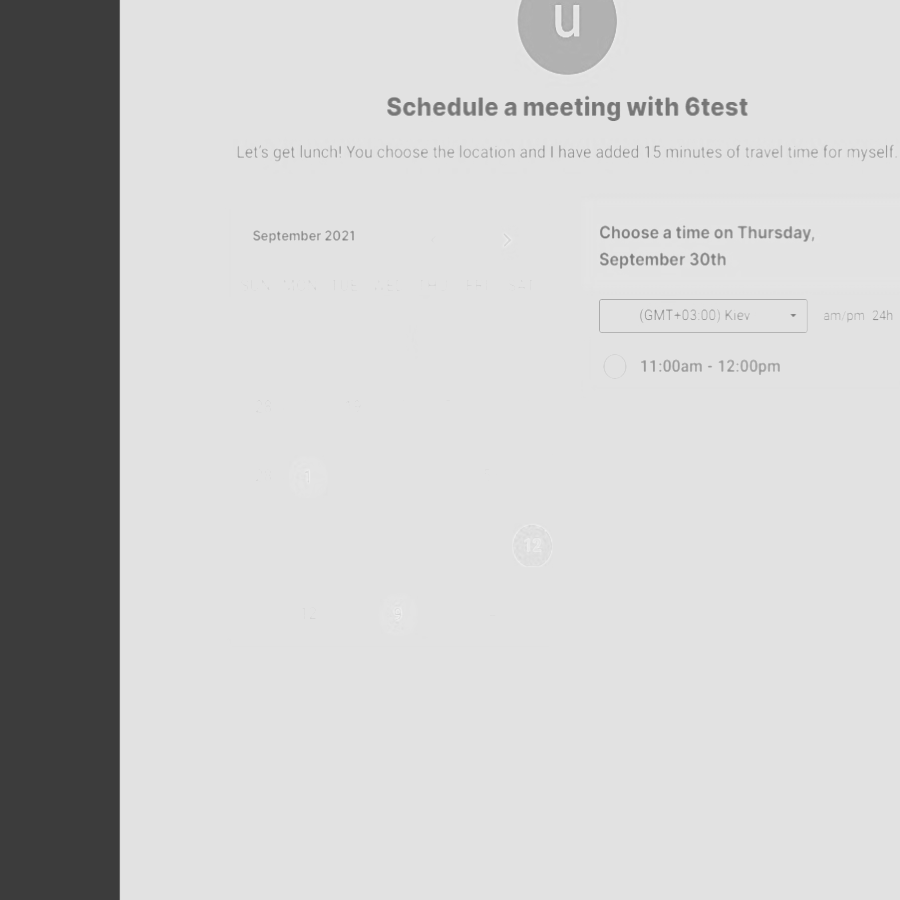 u
Schedule a meeting with 6test
Let's get lunch! You choose the location and I have added 15 minutes of travel time for myself.
September 2021
Choose a time on Thursday,
September 30th
(GMT+03:00) Kiev
am/pm 24h
11:00am - 12:00pm
12